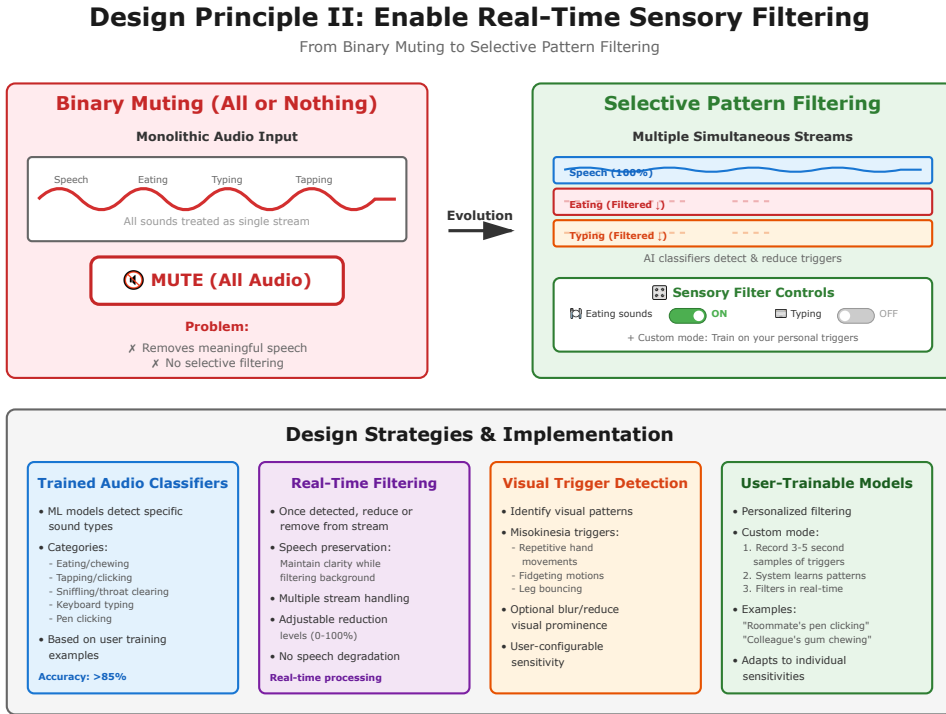 Design Principle II: Enable Real-Time Sensory Filtering
From Binary Muting to Selective Pattern Filtering
Binary Muting (All or Nothing)
Monolithic Audio Input
Speech Eating Typing Tapping
All sounds treated as single stream
MUTE (All Audio)
Problem:
✗ Removes meaningful speech
✗ No selective filtering
Evolution
Selective Pattern Filtering
Multiple Simultaneous Streams
Speech (100%)
Eating (Filtered ↓)
Typing (Filtered ↓)
AI classifiers detect & reduce triggers
Sensory Filter Controls
Eating sounds ON Typing OFF
+ Custom mode: Train on your personal triggers
Design Strategies & Implementation
Trained Audio Classifiers
• ML models detect specific
sound types
• Categories:
- Eating/chewing
- Tapping/clicking
- Sniffling/throat clearing
- Keyboard typing
- Pen clicking
• Based on user training
examples
Accuracy: >85%
Real-Time Filtering
• Once detected, reduce or
remove from stream
• Speech preservation:
Maintain clarity while
filtering background
• Multiple stream handling
• Adjustable reduction
levels (0-100%)
• No speech degradation
Real-time processing
Visual Trigger Detection
• Identify visual patterns
• Misokinesia triggers:
- Repetitive hand
movements
- Fidgeting motions
- Leg bouncing
• Optional blur/reduce
visual prominence
• User-configurable
sensitivity
User-Trainable Models
• Personalized filtering
• Custom mode:
1. Record 3-5 second
samples of triggers
2. System learns patterns
3. Filters in real-time
• Examples:
"Roommate's pen clicking"
"Colleague's gum chewing"
• Adapts to individual
sensitivities